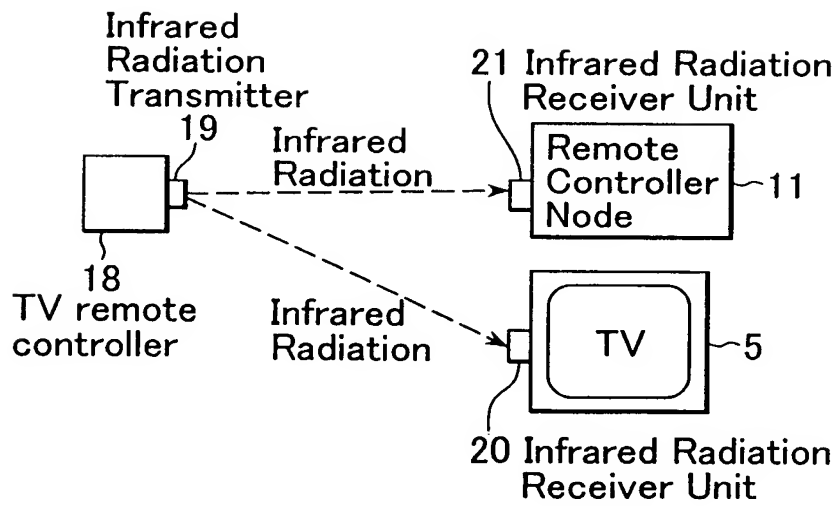 Infrared
Radiation
Transmitter
19
18
TV remote
controller
Infrared
Radiation
Infrared
Radiation
21 Infrared Radiation
Receiver Unit
Remote
Controller
Node
11
TV
5
20 Infrared Radiation
Receiver Unit